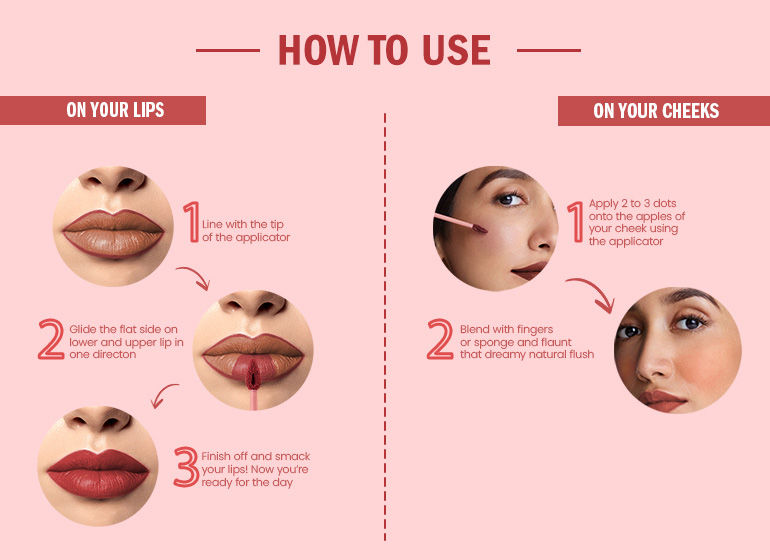 HOW TO USE
ON YOUR LIPS
1
Line with the tip
of the applicator
2
Glide the flat side on
lower and upper lip in
one directon
3
Finish off and smack
your lips! Now you're
ready for the day
ON YOUR CHEEKS
1
Apply 2 to 3 dots
onto the apples of
your cheek using
the applicator
2
Blend with fingers
or sponge and flaunt
that dreamy natural flush